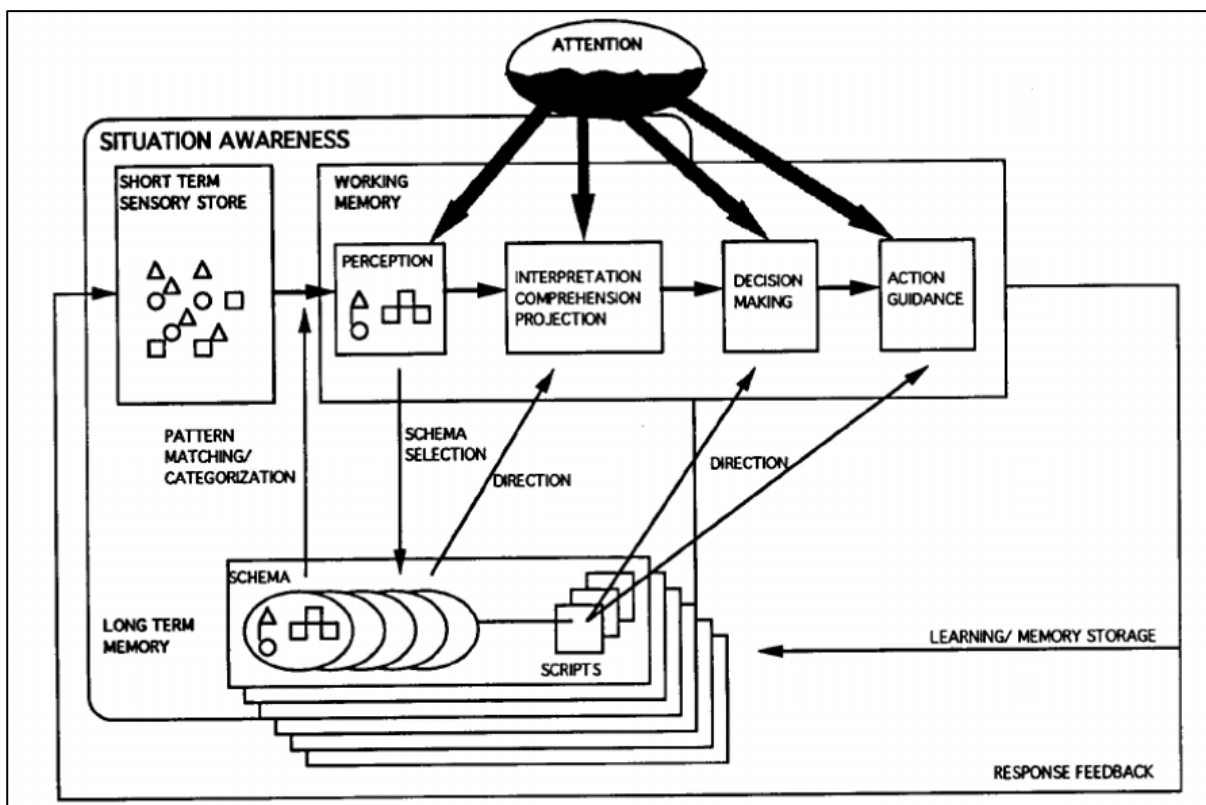 ATTENTION
SITUATION AWARENESS
SHORT TERM
SENSORY STORE
WORKING
MEMORY
PERCEPTION
INTERPRETATION
COMPREHENSION
PROJECTION
DECISION
MAKING
ACTION
GUIDANCE
PATTERN
MATCHING/
CATEGORIZATION
SCHEMA
SELECTION
DIRECTION
DIRECTION
SCHEMA
LONG TERM
MEMORY
SCRIPTS
LEARNING/ MEMORY STORAGE
RESPONSE FEEDBACK